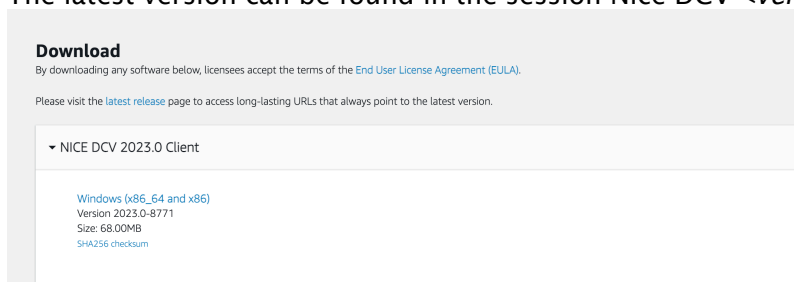 The latest version can be found in the session Nice DCV <ver
Download
By downloading any software below, licensees accept the terms of the End User License Agreement (EULA).
Please visit the latest release page to access long-lasting URLs that always point to the latest version.
NICE DCV 2023.0 Client
Windows (x86_64 and x86)
Version 2023.0-8771
Size: 68.00MB
SHA256 checksum